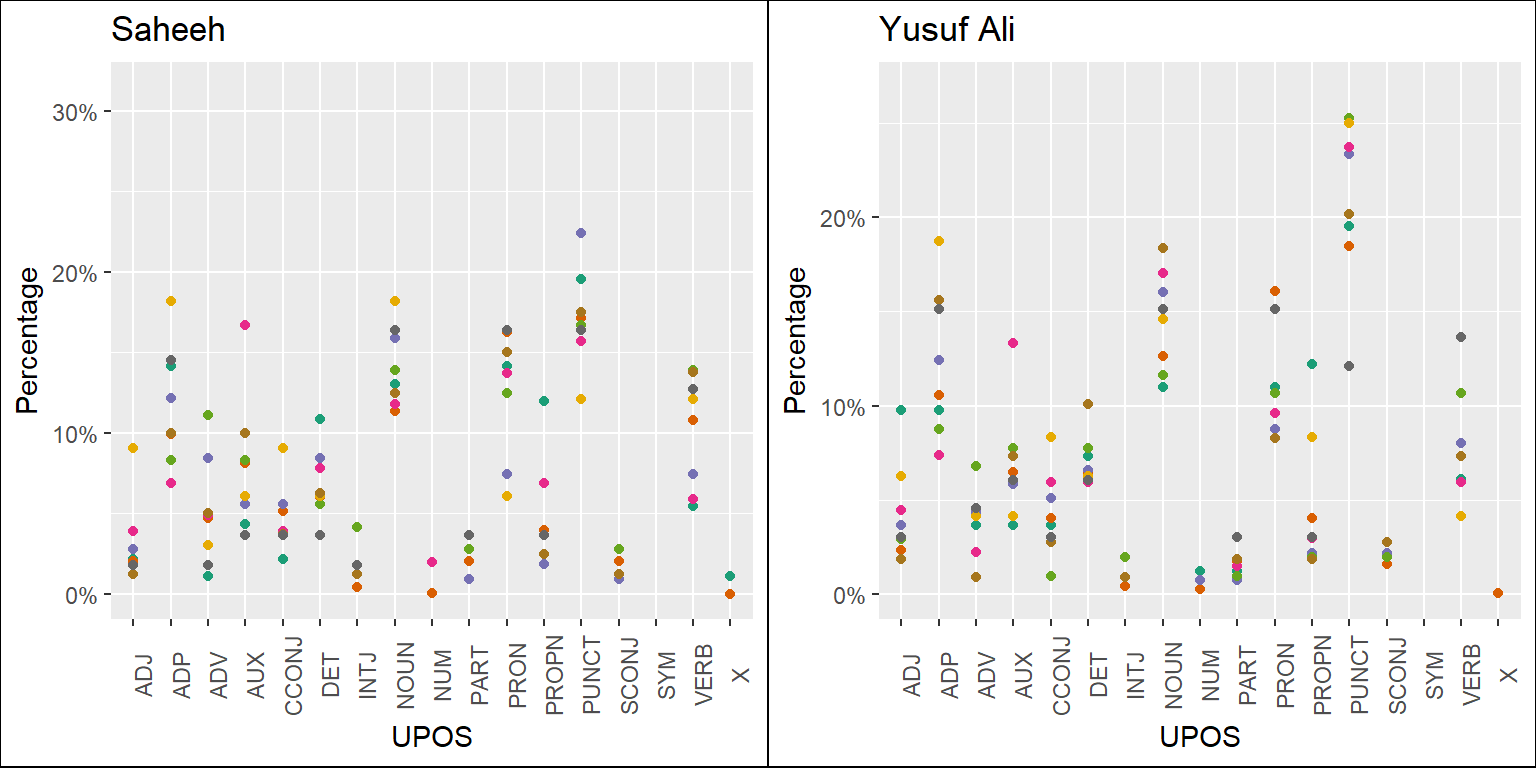 Saheeh
Percentage
30%
20%
10%
0%
ADJ
ADP
ADV
AUX
CCONJ
DET
INTJ
NOUN
NUM
PART
PRON
PROPN
PUNCT
SCONJ
SYM
VERB
X
UPOS
Yusuf Ali
Percentage
20%
10%
0%
ADJ
ADP
ADV
AUX
CCONJ
DET
INTJ
NOUN
NUM
PART
PRON
PROPN
PUNCT
SCONJ
SYM
VERB
X
UPOS